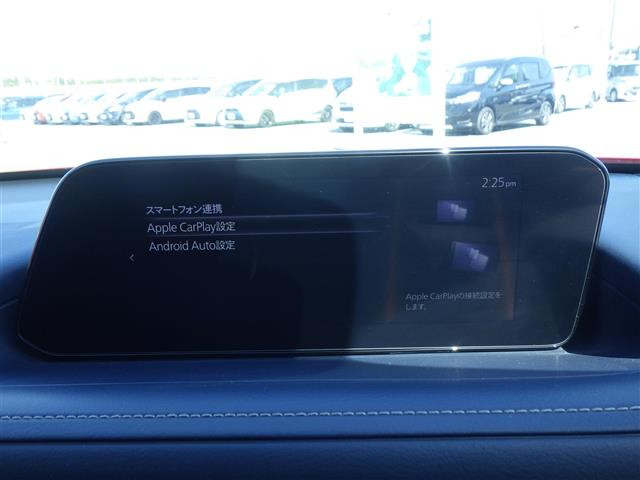 2:25pm
スマートフォン連携
Apple CarPlay設定
Android Auto設定
Apple CarPlayの接続設定を
します。